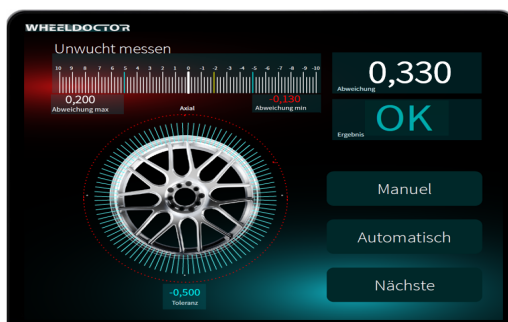 WHEELDOCTOR
Unwucht messen
10 9 8 7 6 5 4 3 2 1 0 -1 -2 -3 -4 -5 -6 -7 -8 -9 -10
0,200
Abweichung max
Axial
-0,130
Abweichung min
0,330
Abweichung
OK
Ergebnis
Manuel
Automatisch
Nächste
-0,500
Toleranz